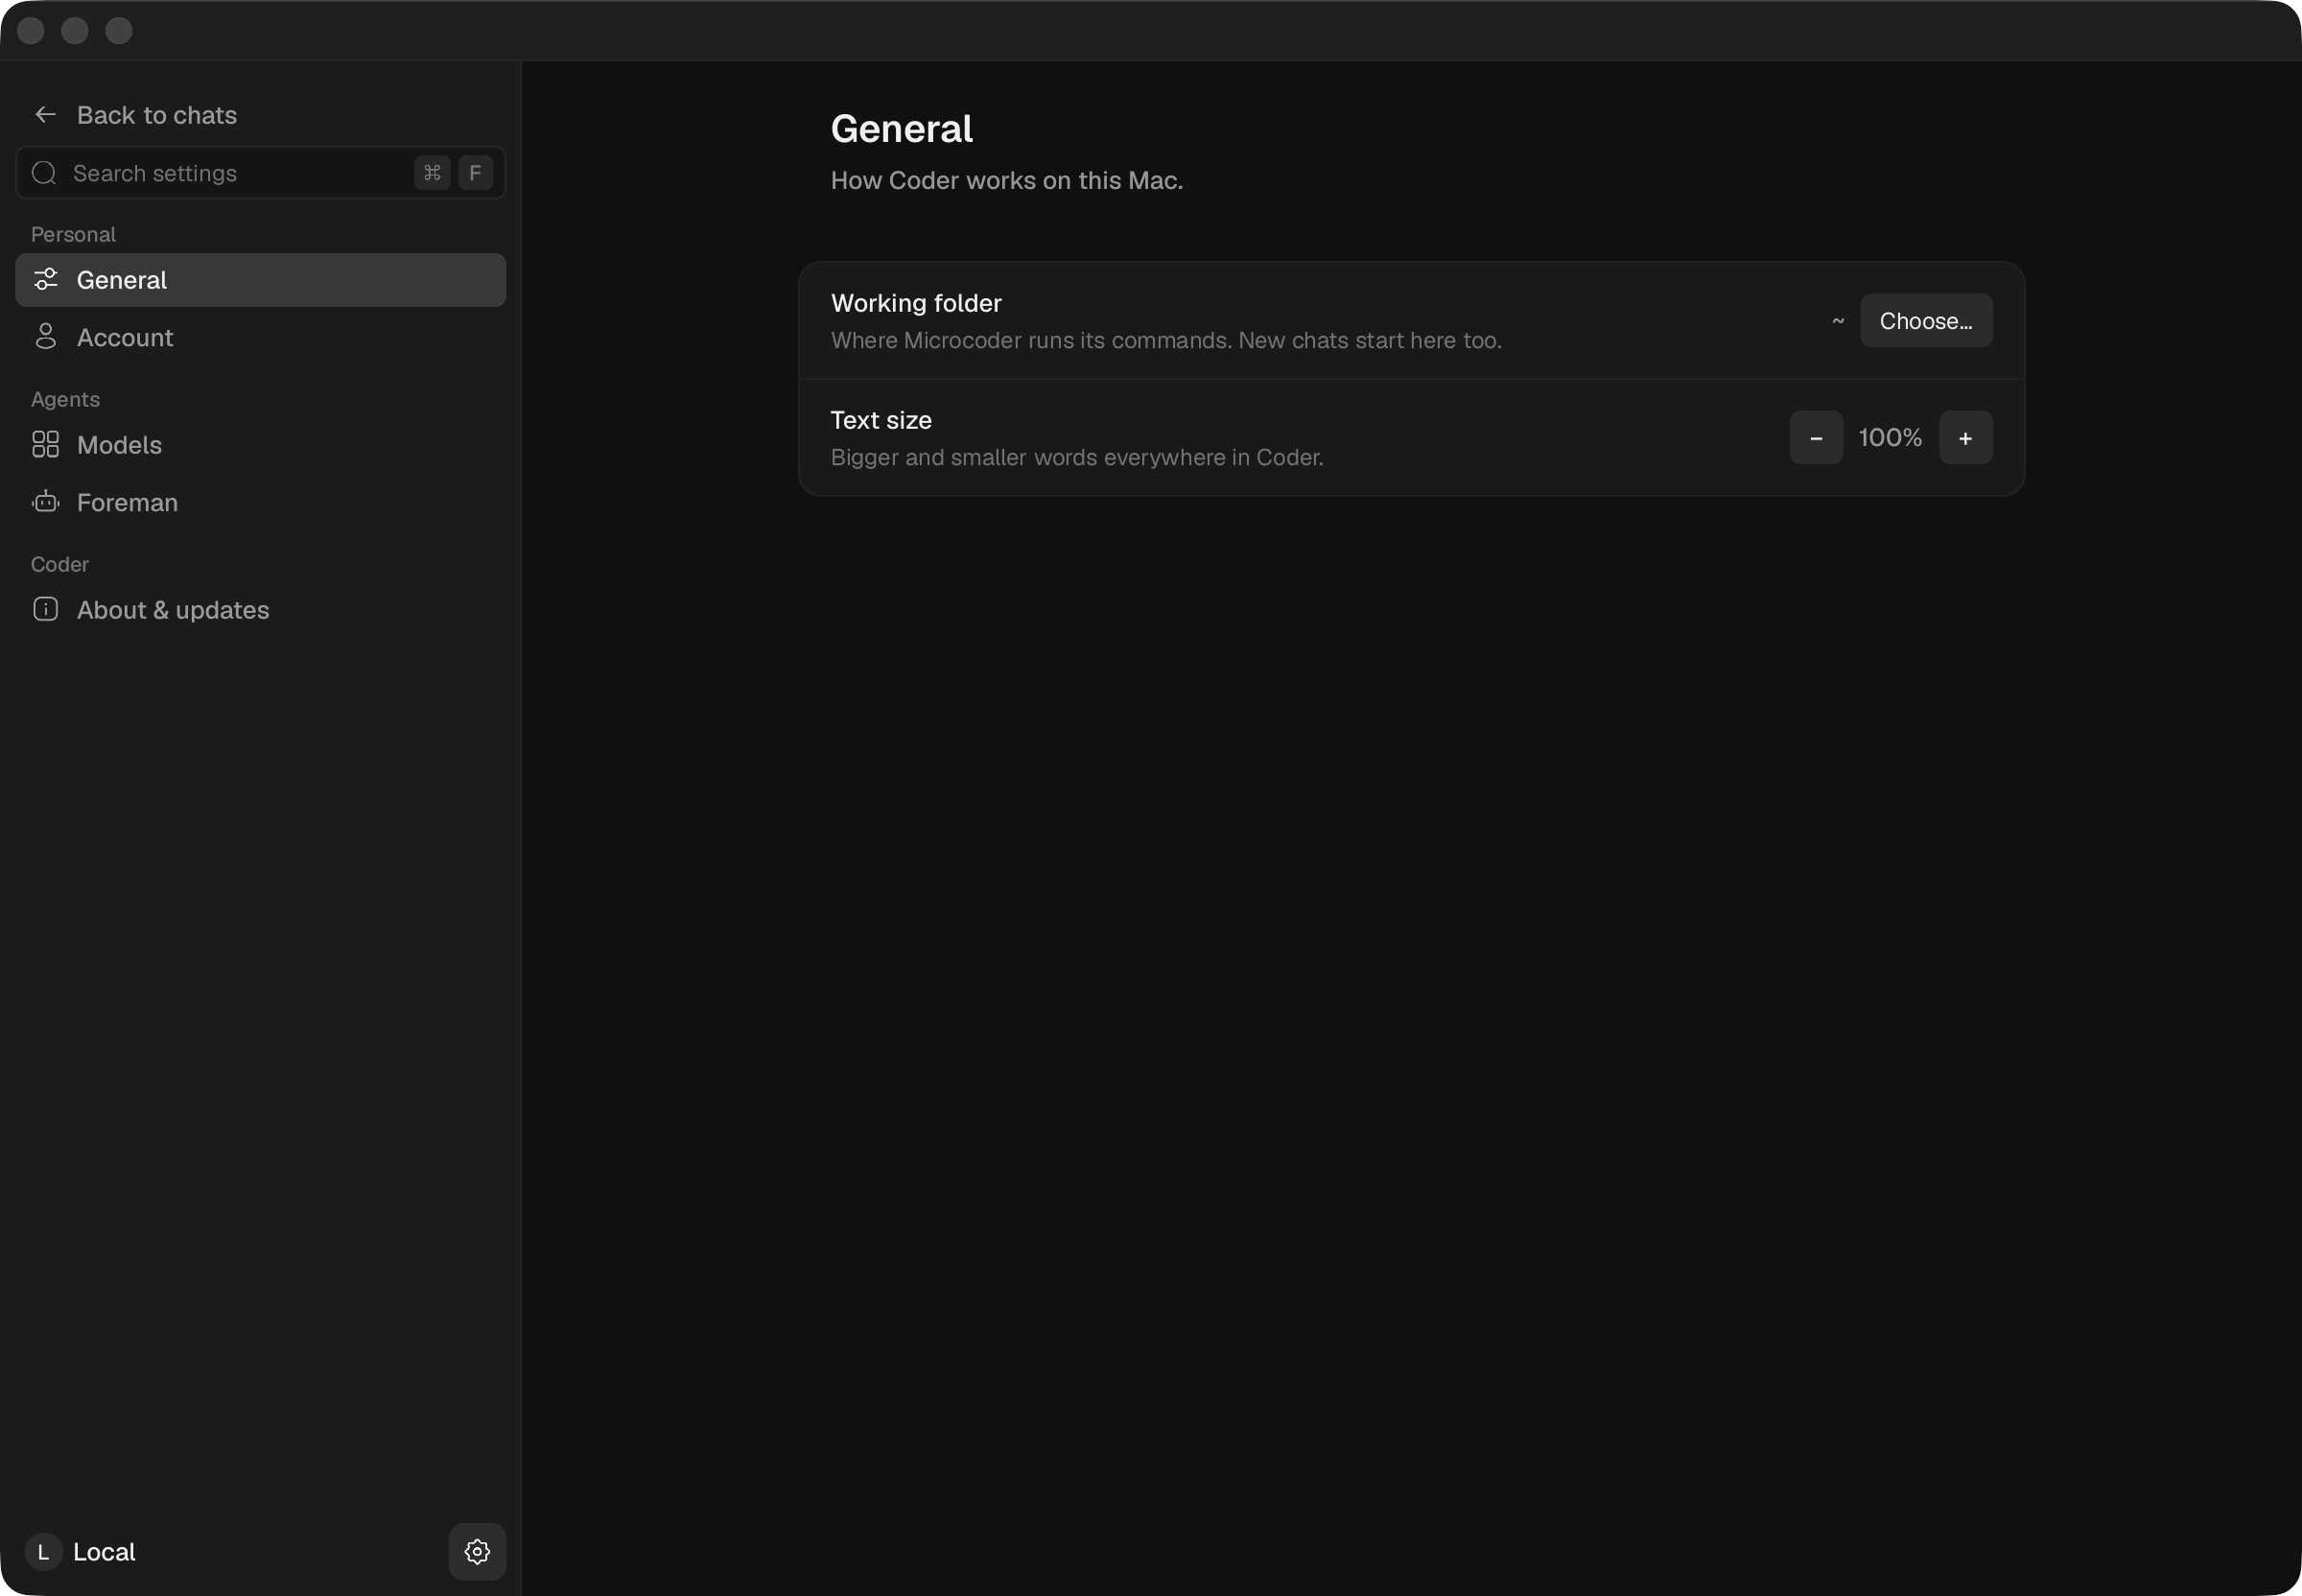 Back to chats
Search settings ⌘ F
Personal
General
Account
Agents
Models
Foreman
Coder
About & updates
L Local
General
How Coder works on this Mac.
Working folder
Where Microcoder runs its commands. New chats start here too.
~ Choose...
Text size
Bigger and smaller words everywhere in Coder.
− 100% +